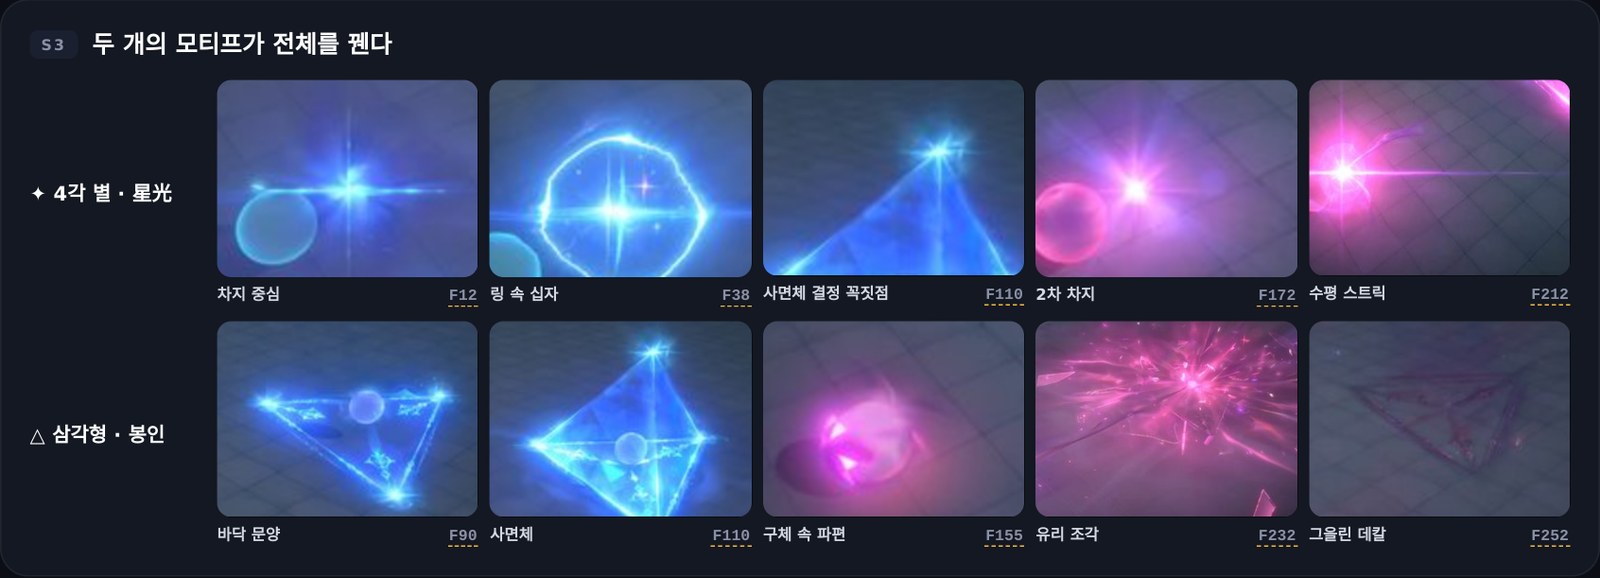 S3 두 개의 모티프가 전체를 꿴다
✦ 4각 별 · 星光
차지 중심 F12
링 속 십자 F38
사면체 결정 꼭짓점 F110
2차 차지 F172
수평 스트릭 F212
△ 삼각형 · 봉인
바닥 문양 F90
사면체 F110
구체 속 파편 F155
유리 조각 F232
그을린 데칼 F252